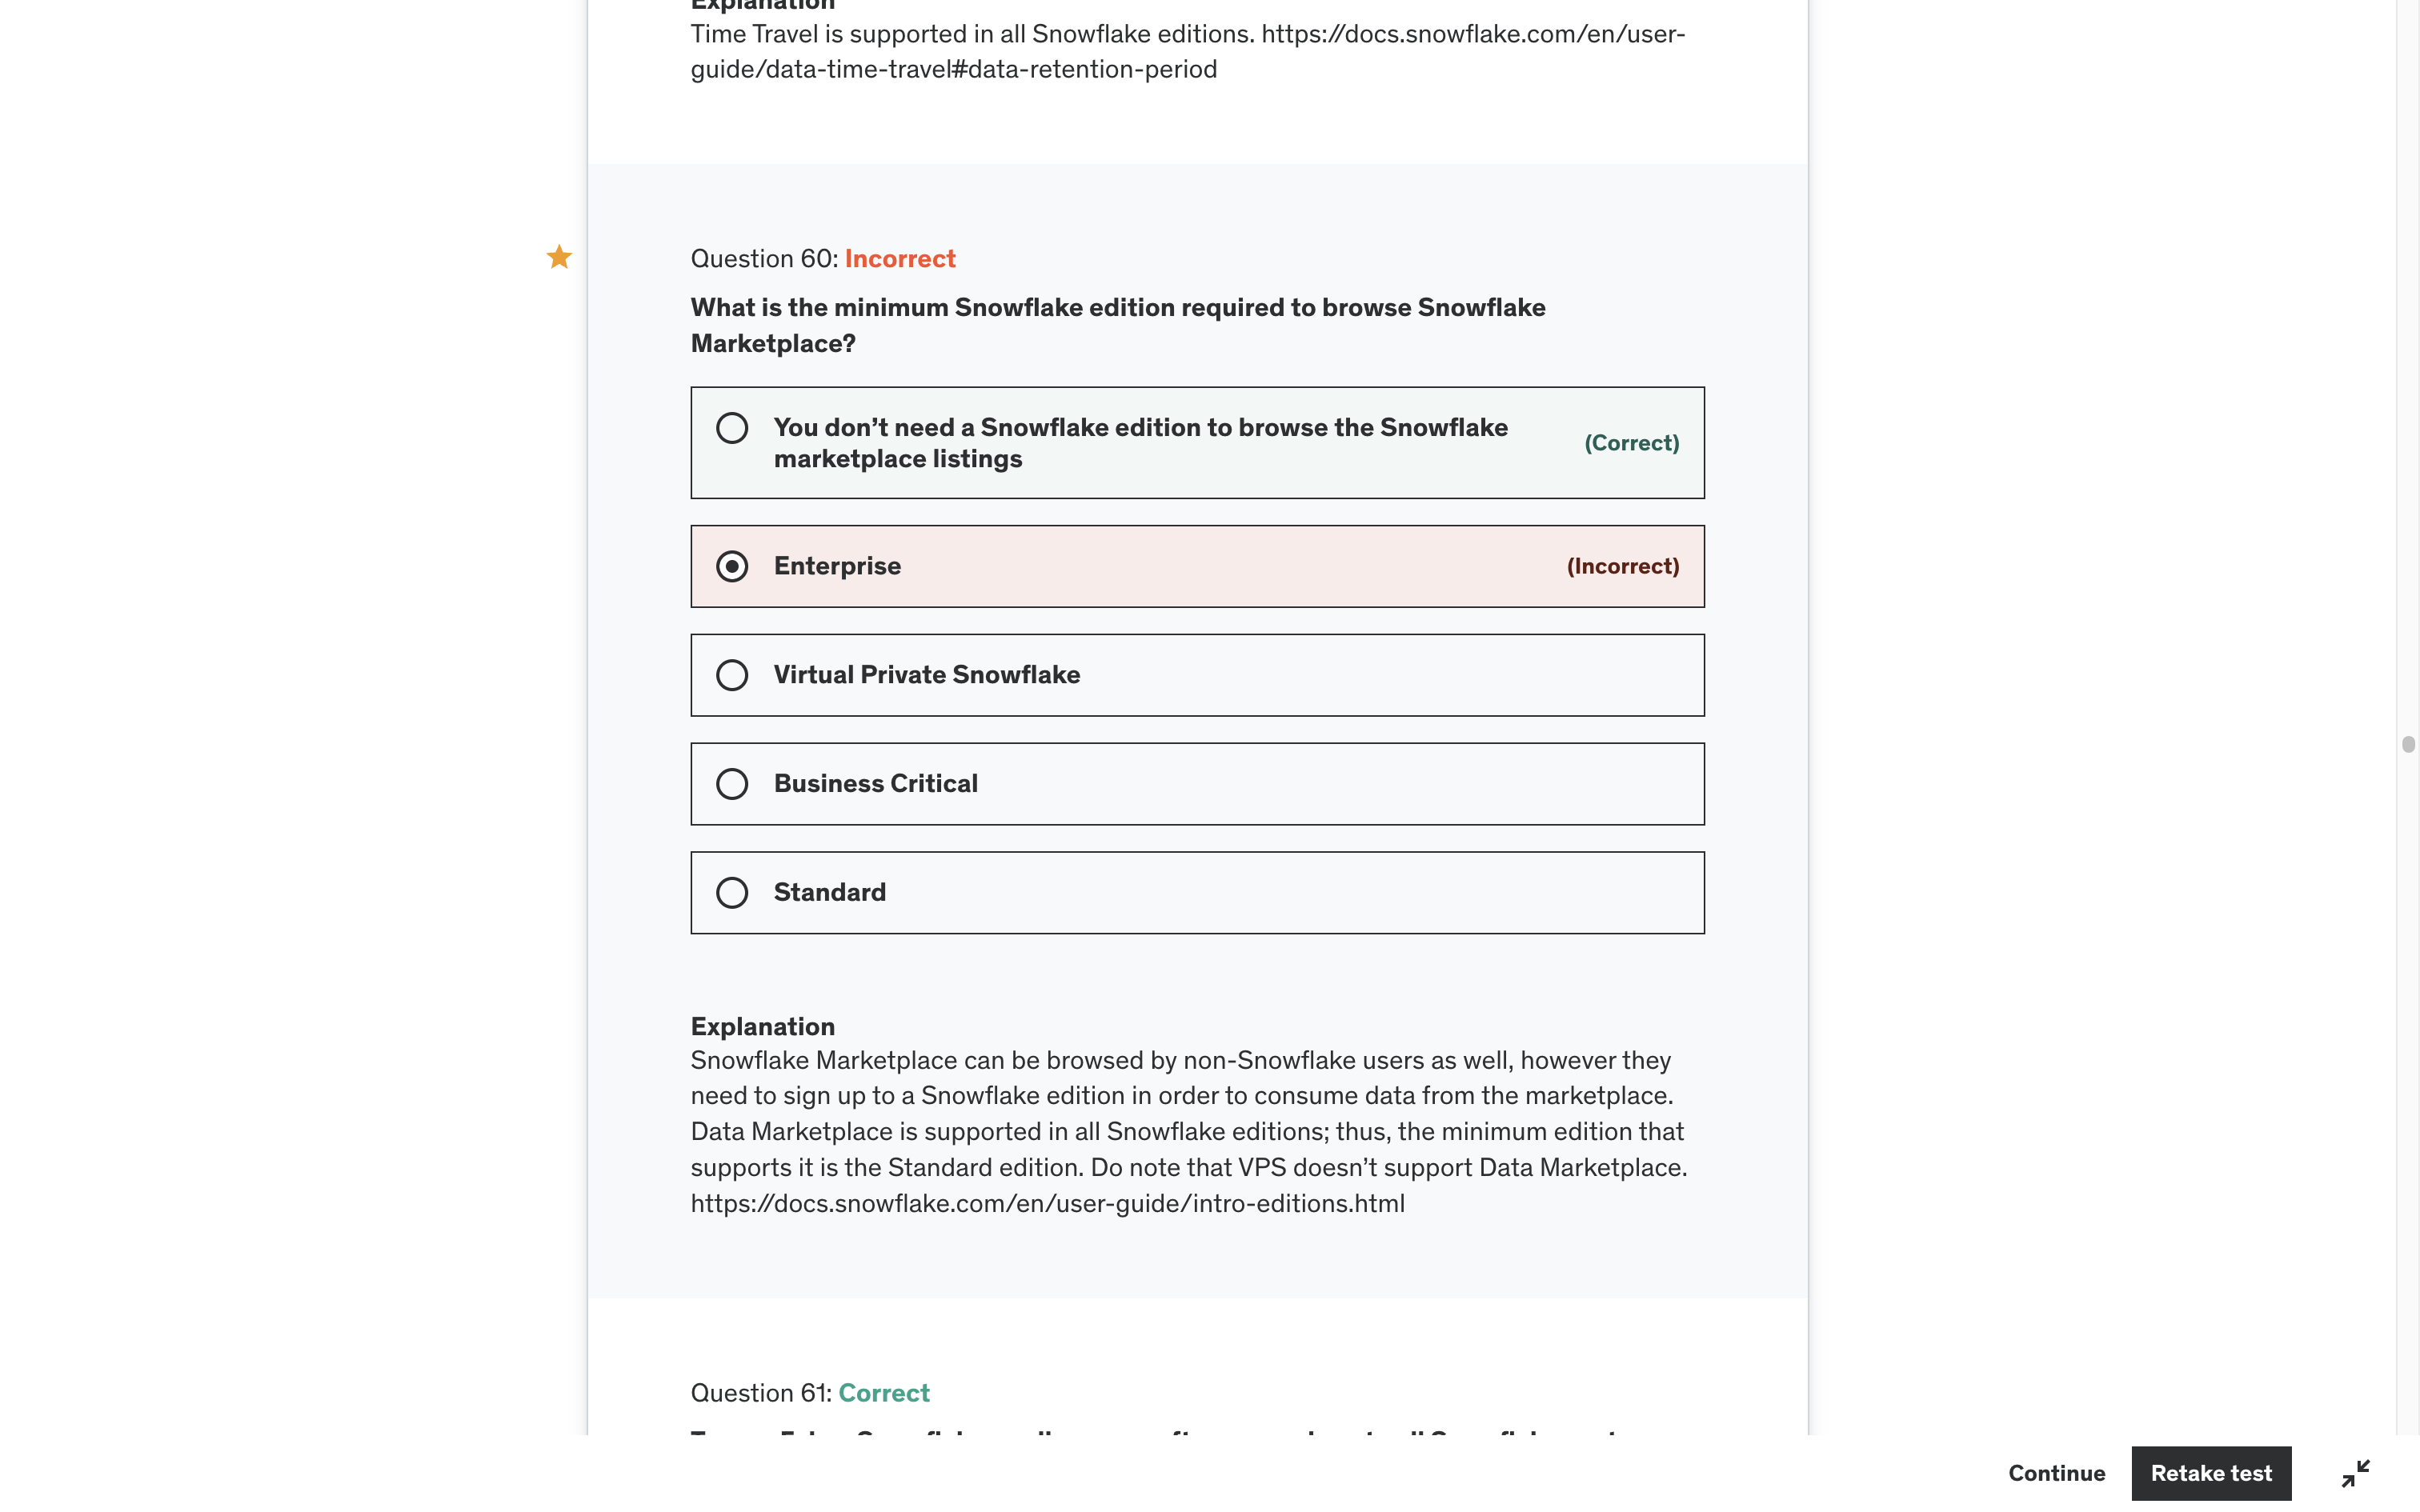 Explanation
Time Travel is supported in all Snowflake editions. https://docs.snowflake.com/en/user-
guide/data-time-travel#data-retention-period
Question 60: Incorrect
What is the minimum Snowflake edition required to browse Snowflake
Marketplace?
You don’t need a Snowflake edition to browse the Snowflake
marketplace listings
(Correct)
Enterprise
(Incorrect)
Virtual Private Snowflake
Business Critical
Standard
Explanation
Snowflake Marketplace can be browsed by non-Snowflake users as well, however they
need to sign up to a Snowflake edition in order to consume data from the marketplace.
Data Marketplace is supported in all Snowflake editions; thus, the minimum edition that
supports it is the Standard edition. Do note that VPS doesn’t support Data Marketplace.
https://docs.snowflake.com/en/user-guide/intro-editions.html
Question 61: Correct
Continue
Retake test